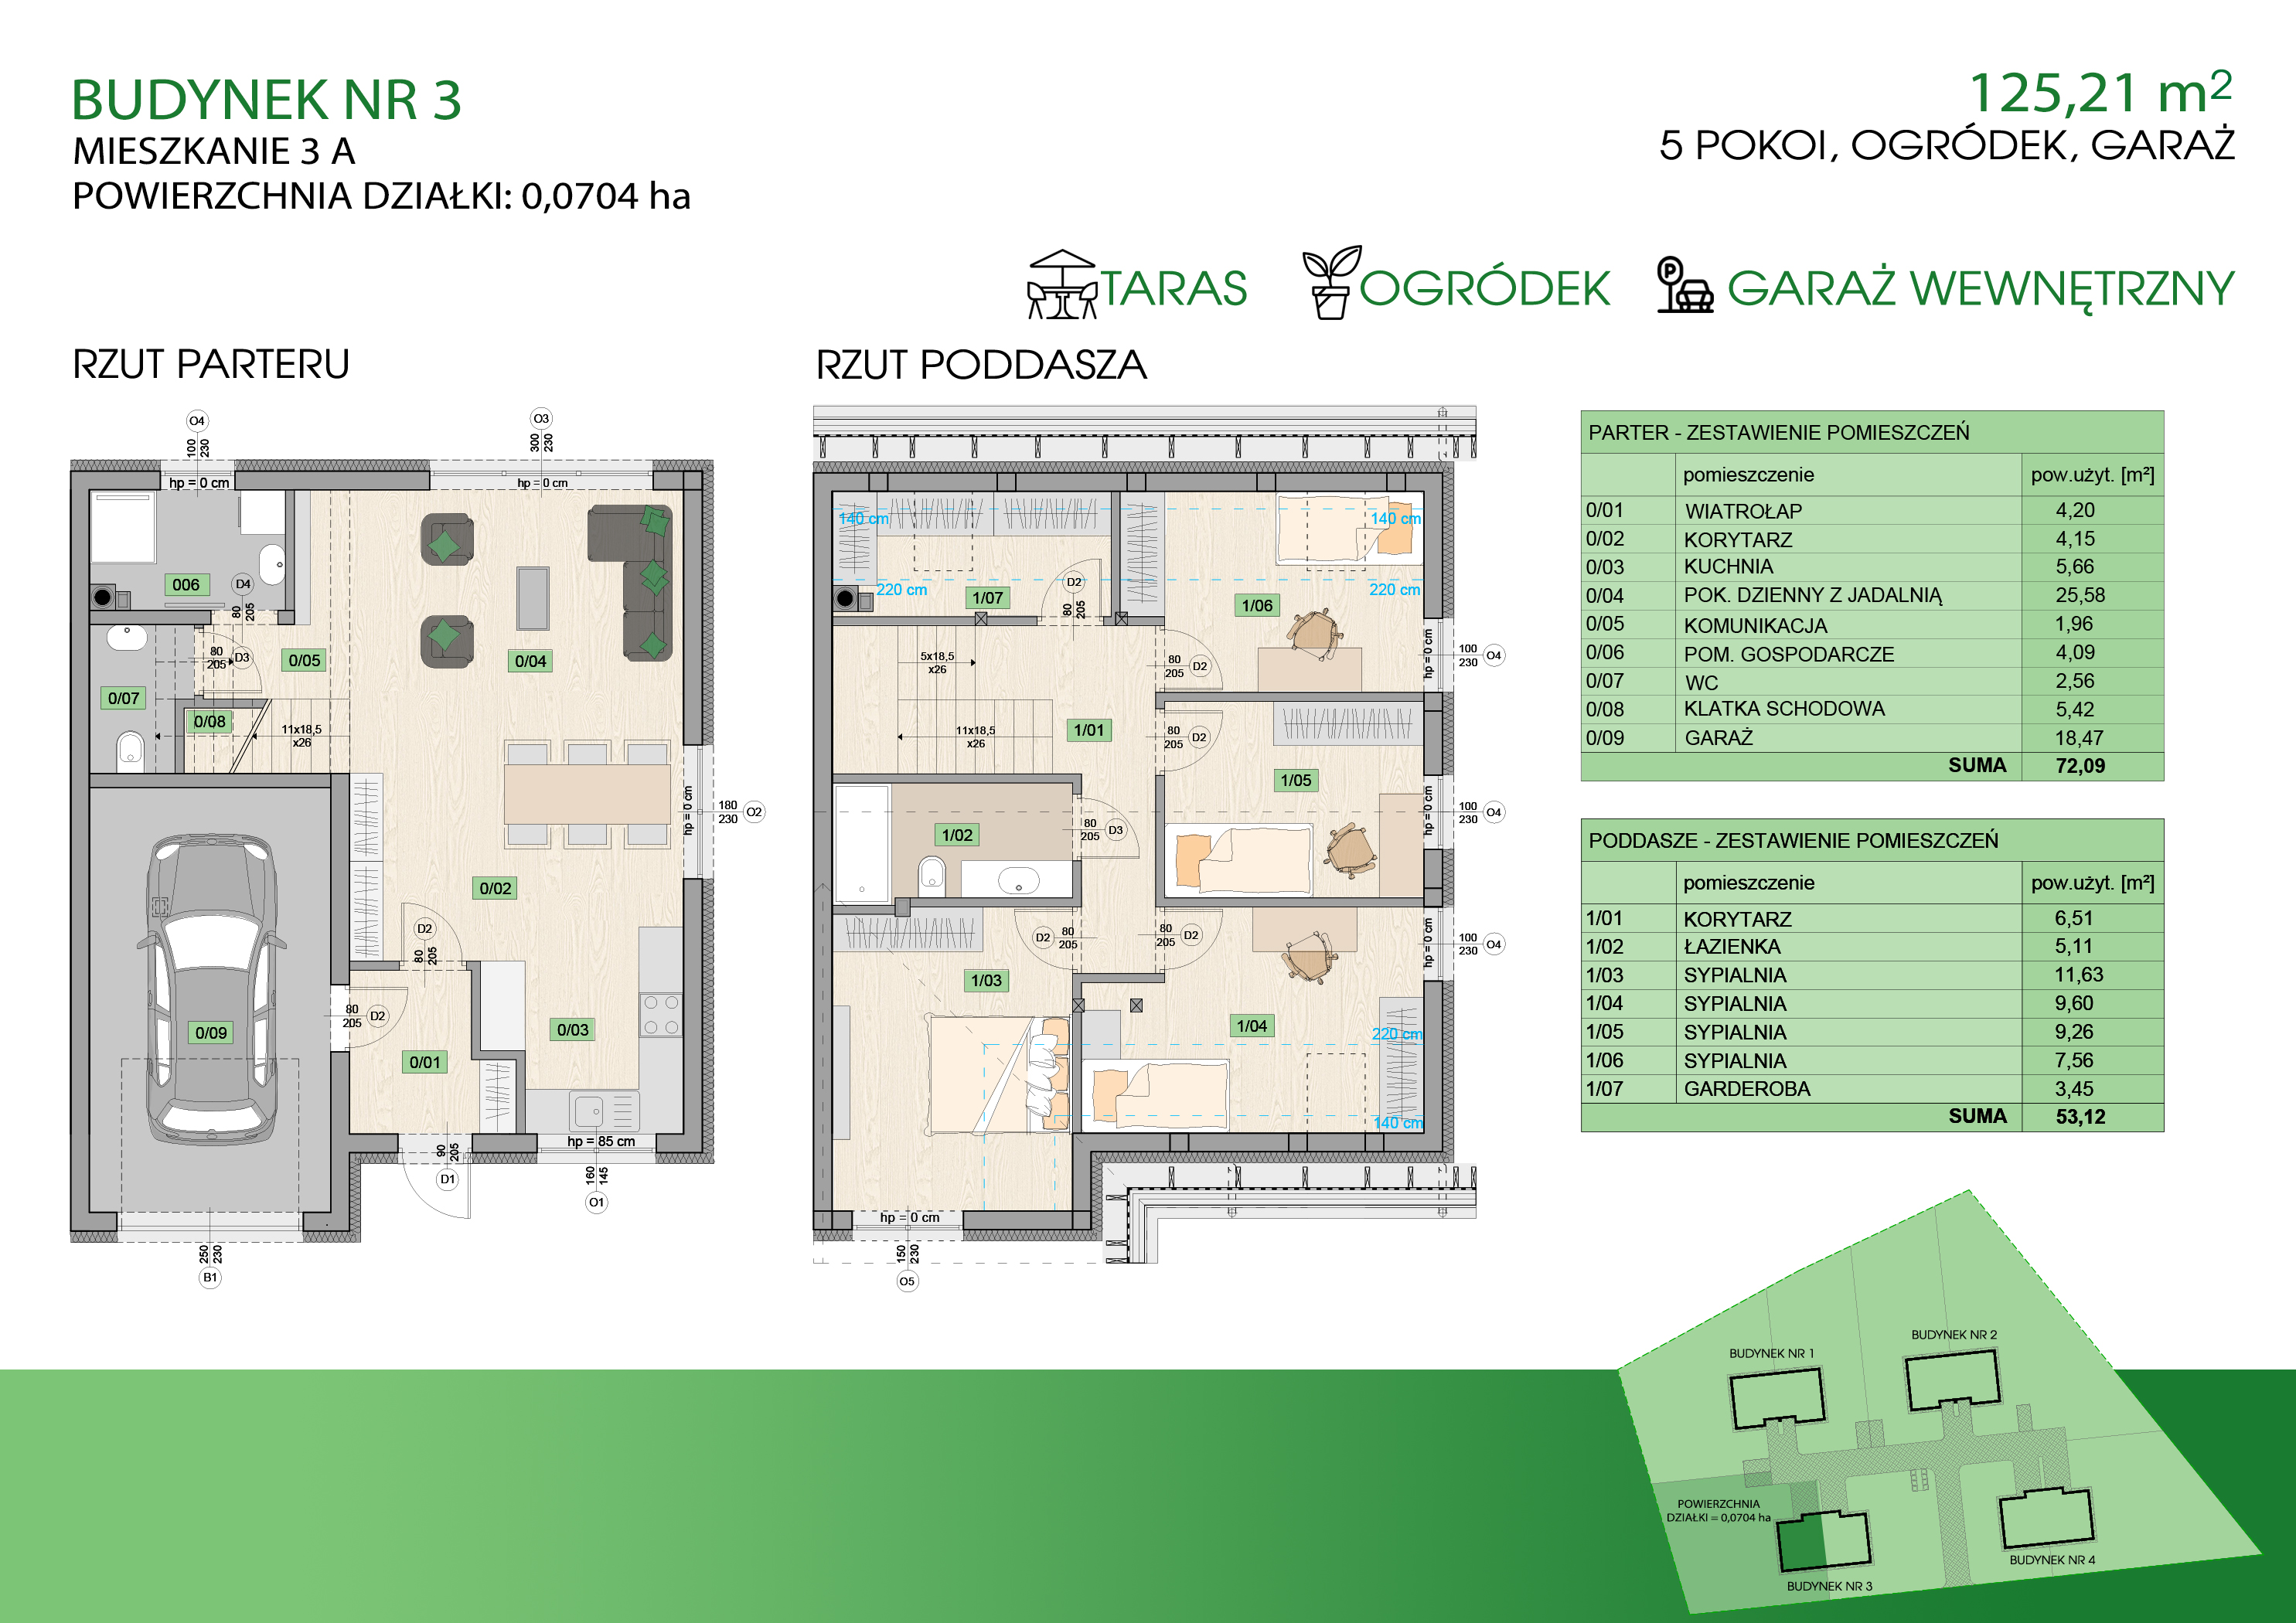 BUDYNEK NR 3
MIESZKANIE 3 A
POWIERZCHNIA DZIAŁKI: 0,0704 ha
125,21 m²
5 POKOI, OGRÓDEK, GARAŻ
TARAS
OGRÓDEK
P
GARAŻ WEWNĘTRZNY
RZUT PARTERU
O4
100
230
hp = 0 cm
O3
300
230
hp = 0 cm
006
D4
80
205
80
205
D3
0/05
0/04
0/07
0/08
11x18,5
x26
hp = 0 cm
180
230
O2
0/02
D2
80
205
80
205
D2
0/09
0/03
0/01
hp = 85 cm
90
205
D1
160
145
O1
250
230
B1
RZUT PODDASZA
140 cm
140 cm
220 cm
220 cm
D2
80
205
1/07
1/06
5x18,5
x26
80
205
D2
hp = 0 cm
100
230
O4
1/01
11x18,5
x26
80
205
D2
1/05
1/02
80
205
D3
hp = 0 cm
100
230
O4
D2
80
205
80
205
D2
hp = 0 cm
100
230
O4
1/03
1/04
220 cm
140 cm
hp = 0 cm
150
230
O5
PARTER - ZESTAWIENIE POMIESZCZEŃ
pomieszczenie pow.użyt. [m²]
0/01 WIATROŁAP 4,20
0/02 KORYTARZ 4,15
0/03 KUCHNIA 5,66
0/04 POK. DZIENNY Z JADALNIĄ 25,58
0/05 KOMUNIKACJA 1,96
0/06 POM. GOSPODARCZE 4,09
0/07 WC 2,56
0/08 KLATKA SCHODOWA 5,42
0/09 GARAŻ 18,47
SUMA 72,09
PODDASZE - ZESTAWIENIE POMIESZCZEŃ
pomieszczenie pow.użyt. [m²]
1/01 KORYTARZ 6,51
1/02 ŁAZIENKA 5,11
1/03 SYPIALNIA 11,63
1/04 SYPIALNIA 9,60
1/05 SYPIALNIA 9,26
1/06 SYPIALNIA 7,56
1/07 GARDEROBA 3,45
SUMA 53,12
BUDYNEK NR 2
BUDYNEK NR 1
POWIERZCHNIA
DZIAŁKI = 0,0704 ha
BUDYNEK NR 4
BUDYNEK NR 3